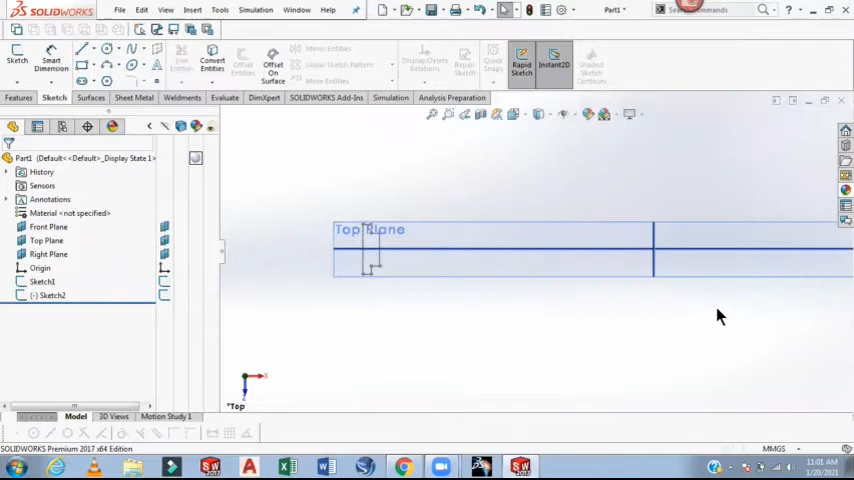 SOLIDWORKS File Edit View Insert Tools Simulation Window Help Part1 Search Commands
Sketch Smart Dimension Trim Entities Convert Entities Offset Entities Offset On Surface Mirror Entities Linear Sketch Pattern Move Entities Display/Delete Relations Repair Sketch Quick Snaps Rapid Sketch Instant2D Shaded Sketch Contours
Features Sketch Surfaces Sheet Metal Weldments Evaluate DimXpert SOLIDWORKS Add-Ins Simulation Analysis Preparation
Part1 (Default<<Default>_Display State 1>
History
Sensors
Annotations
Material <not specified>
Front Plane
Top Plane
Right Plane
Origin
Sketch1
(-) Sketch2
Top Plane
X
Z
*Top
Model 3D Views Motion Study 1
SOLIDWORKS Premium 2017 x64 Edition MMGS
11:01 AM
1/20/2021